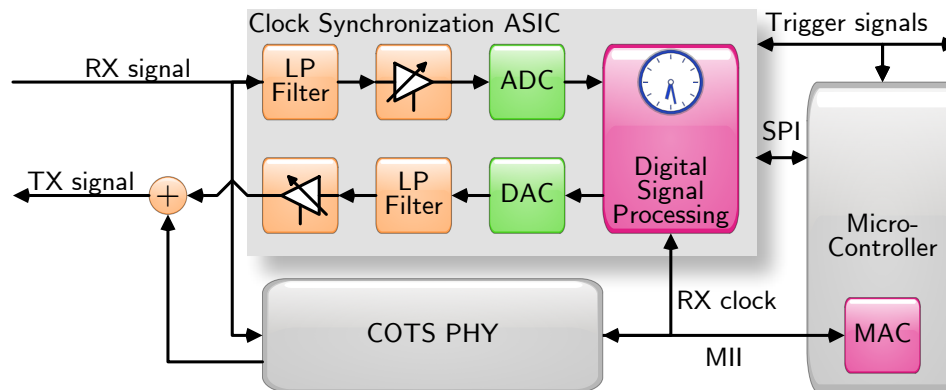 Clock Synchronization ASIC
Trigger signals
RX signal
LP
Filter
ADC
SPI
TX signal
+
LP
Filter
DAC
Digital
Signal
Processing
Micro-
Controller
RX clock
COTS PHY
MII
MAC